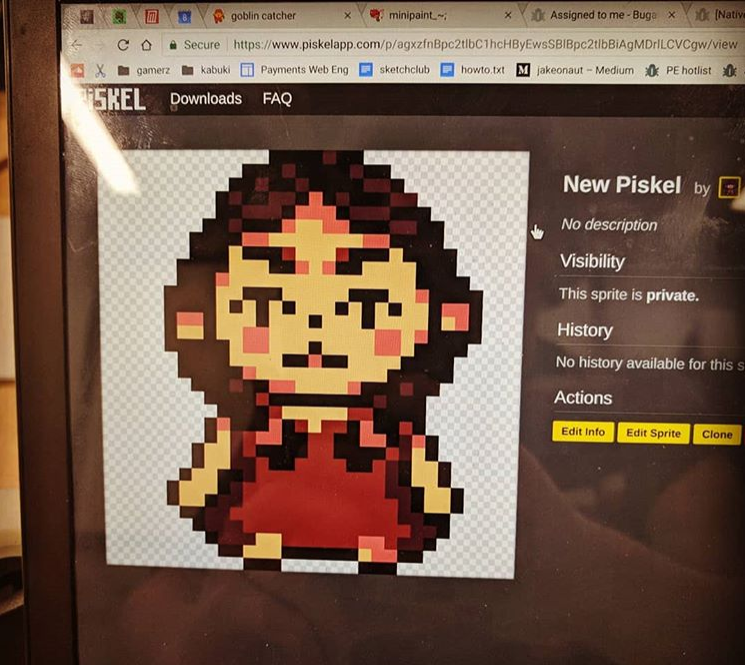 goblin catcher
minipaint_~;
Assigned to me - Buga
[Nativ
Secure https://www.piskelapp.com/p/agxzfnBpc2tlbC1hcHByEwsSBlBpc2tlbBiAgMDrlLCVCgw/view
gamerz kabuki Payments Web Eng sketchclub howto.txt M jakeonaut – Medium PE hotlist
PiSKEL Downloads FAQ
New Piskel by
No description
Visibility
This sprite is private.
History
No history available for this s
Actions
Edit Info Edit Sprite Clone